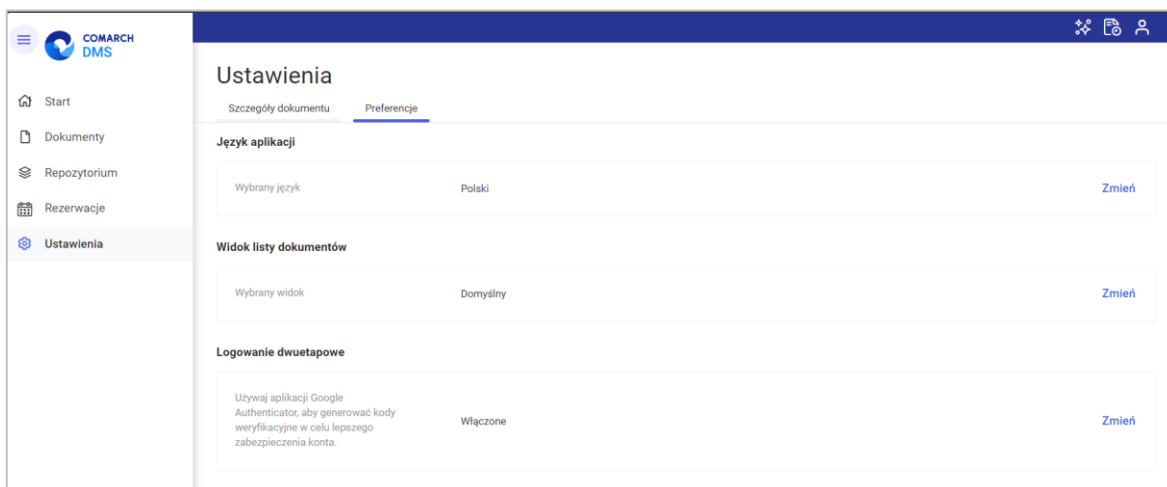 COMARCH
DMS
Start
Dokumenty
Repozytorium
Rezerwacje
Ustawienia
Ustawienia
Szczegóły dokumentu Preferencje
Język aplikacji
Wybrany język Polski Zmień
Widok listy dokumentów
Wybrany widok Domyślny Zmień
Logowanie dwuetapowe
Używaj aplikacji Google
Authenticator, aby generować kody
weryfikacyjne w celu lepszego
zabezpieczenia konta.
Włączone Zmień